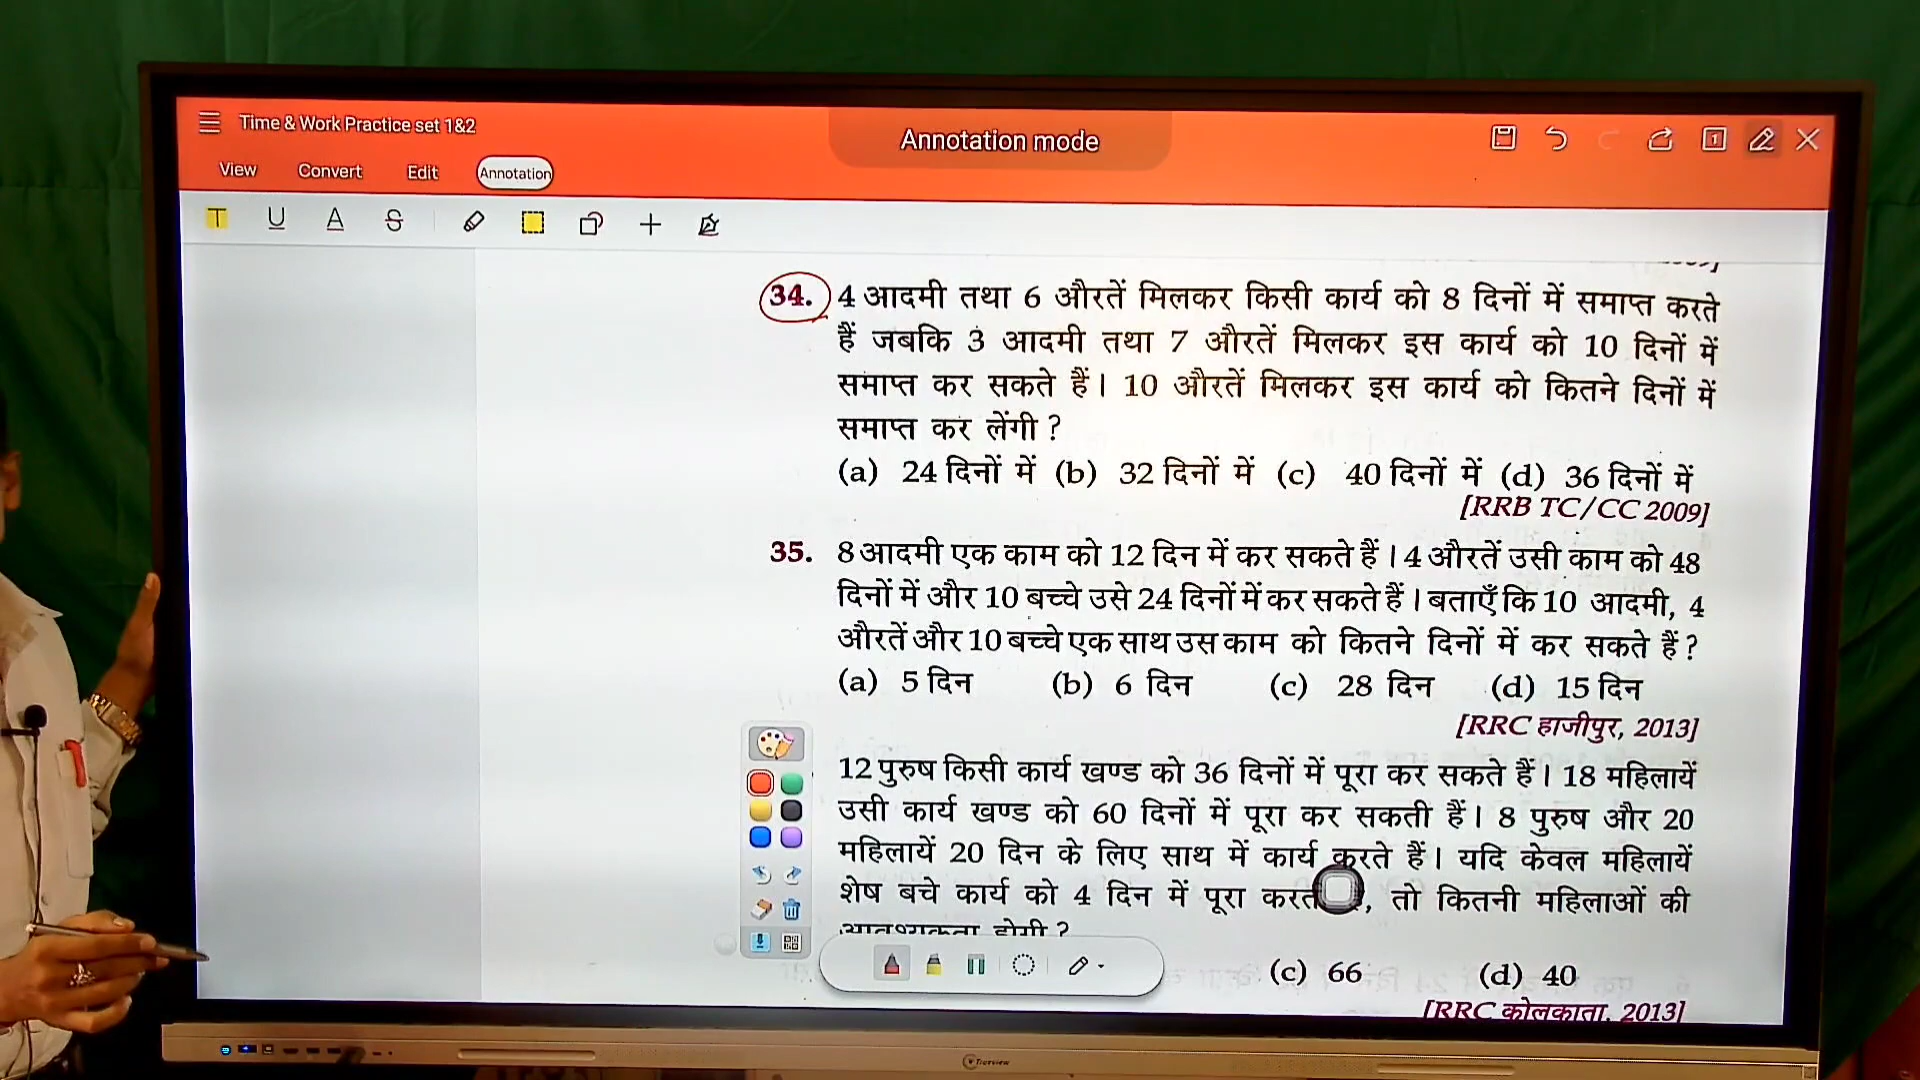 Time & Work Practice set 1&2
Annotation mode
View Convert Edit Annotation
34. 4 आदमी तथा 6 औरतें मिलकर किसी कार्य को 8 दिनों में समाप्त करते
हैं जबकि 3 आदमी तथा 7 औरतें मिलकर इस कार्य को 10 दिनों में
समाप्त कर सकते हैं। 10 औरतें मिलकर इस कार्य को कितने दिनों में
समाप्त कर लेंगी ?
(a) 24 दिनों में (b) 32 दिनों में (c) 40 दिनों में (d) 36 दिनों में
[RRB TC/CC 2009]
35. 8 आदमी एक काम को 12 दिन में कर सकते हैं । 4 औरतें उसी काम को 48
दिनों में और 10 बच्चे उसे 24 दिनों में कर सकते हैं । बताएँ कि 10 आदमी, 4
औरतें और 10 बच्चे एक साथ उस काम को कितने दिनों में कर सकते हैं ?
(a) 5 दिन (b) 6 दिन (c) 28 दिन (d) 15 दिन
[RRC हाजीपुर, 2013]
12 पुरुष किसी कार्य खण्ड को 36 दिनों में पूरा कर सकते हैं। 18 महिलायें
उसी कार्य खण्ड को 60 दिनों में पूरा कर सकती हैं। 8 पुरुष और 20
महिलायें 20 दिन के लिए साथ में कार्य करते हैं। यदि केवल महिलायें
शेष बचे कार्य को 4 दिन में पूरा , तो कितनी महिलाओं की
आवश्यकता होगी ?
(c) 66 (d) 40
[RRC कोलकाता, 2013]